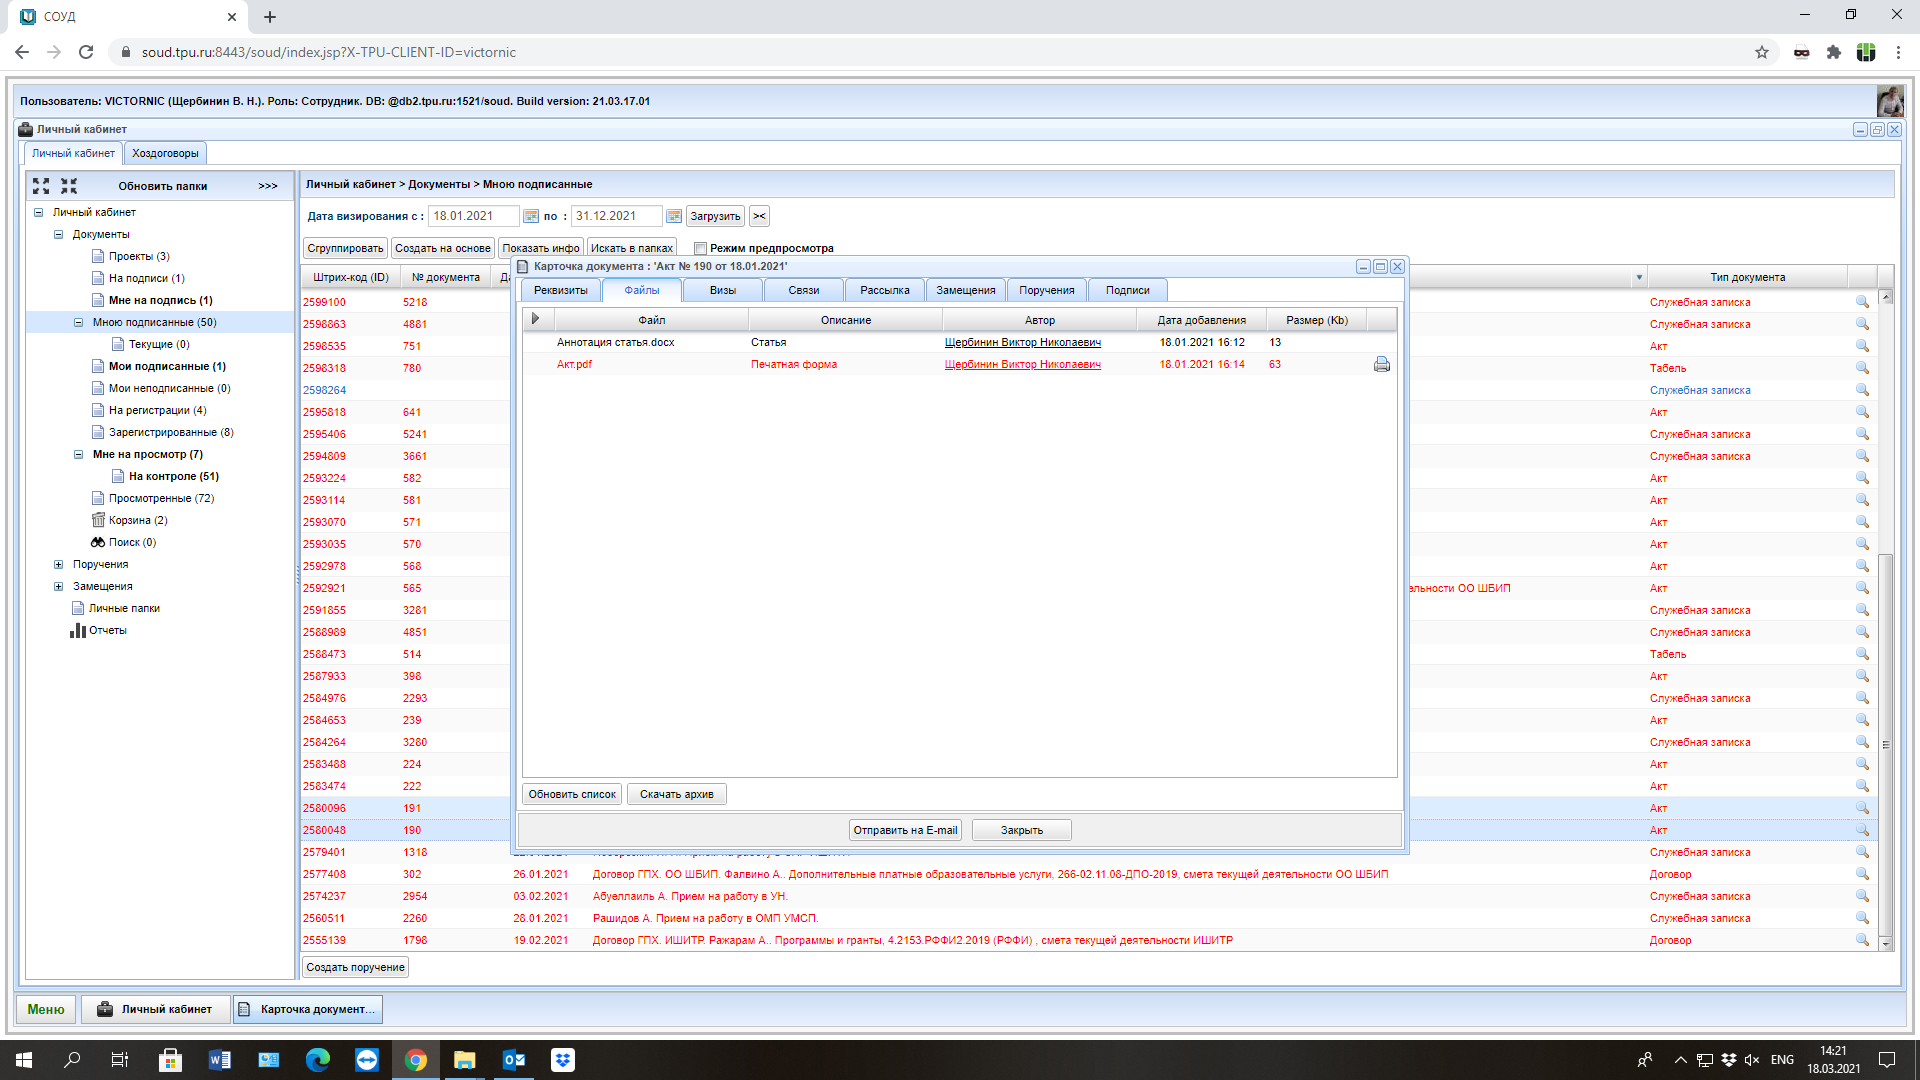 СОУД
soud.tpu.ru:8443/soud/index.jsp?X-TPU-CLIENT-ID=victornic
Пользователь: VICTORNIC (Щербинин В. Н.). Роль: Сотрудник. DB: @db2.tpu.ru:1521/soud. Build version: 21.03.17.01
Личный кабинет
Личный кабинет Хоздоговоры
Обновить папки >>>
Личный кабинет
Документы
Проекты (3)
На подписи (1)
Мне на подпись (1)
Мною подписанные (50)
Текущие (0)
Мои подписанные (1)
Мои неподписанные (0)
На регистрации (4)
Зарегистрированные (8)
Мне на просмотр (7)
На контроле (51)
Просмотренные (72)
Корзина (2)
Поиск (0)
Поручения
Замещения
Личные папки
Отчеты
Личный кабинет > Документы > Мною подписанные
Дата визирования с : 18.01.2021 по : 31.12.2021 Загрузить ><
Сгруппировать Создать на основе Показать инфо Искать в папках Режим предпросмотра
Штрих-код (ID) № документа Да Тип документа
2599100 5218 Служебная записка
2598863 4881 Служебная записка
2598535 751 Акт
2598318 780 Табель
2598264 Служебная записка
2595818 641 Акт
2595406 5241 Служебная записка
2594809 3661 Служебная записка
2593224 582 Акт
2593114 581 Акт
2593070 571 Акт
2593035 570 Акт
2592978 568 Акт
2592921 565 альности ОО ШБИП Акт
2591855 3281 Служебная записка
2588989 4851 Служебная записка
2588473 514 Табель
2587933 398 Акт
2584976 2293 Служебная записка
2584653 239 Акт
2584264 3280 Служебная записка
2583488 224 Акт
2583474 222 Акт
2580096 191 Акт
2580048 190 Акт
2579401 1318 Служебная записка
2577408 302 26.01.2021 Договор ГПХ. ОО ШБИП. Фалвино А.. Дополнительные платные образовательные услуги, 266-02.11.08-ДПО-2019, смета текущей деятельности ОО ШБИП Договор
2574237 2954 03.02.2021 Абуеллаиль А. Прием на работу в УН. Служебная записка
2560511 2260 28.01.2021 Рашидов А. Прием на работу в ОМП УМСП. Служебная записка
2555139 1798 19.02.2021 Договор ГПХ. ИШИТР. Ражарам А.. Программы и гранты, 4.2153.РФФИ2.2019 (РФФИ) , смета текущей деятельности ИШИТР Договор
Создать поручение
Карточка документа : 'Акт № 190 от 18.01.2021'
Реквизиты Файлы Визы Связи Рассылка Замещения Поручения Подписи
Файл Описание Автор Дата добавления Размер (Kb)
Аннотация статья.docx Статья Щербинин Виктор Николаевич 18.01.2021 16:12 13
Акт.pdf Печатная форма Щербинин Виктор Николаевич 18.01.2021 16:14 63
Обновить список Скачать архив
Отправить на E-mail Закрыть
Меню Личный кабинет Карточка документ...
ENG 14:21
18.03.2021